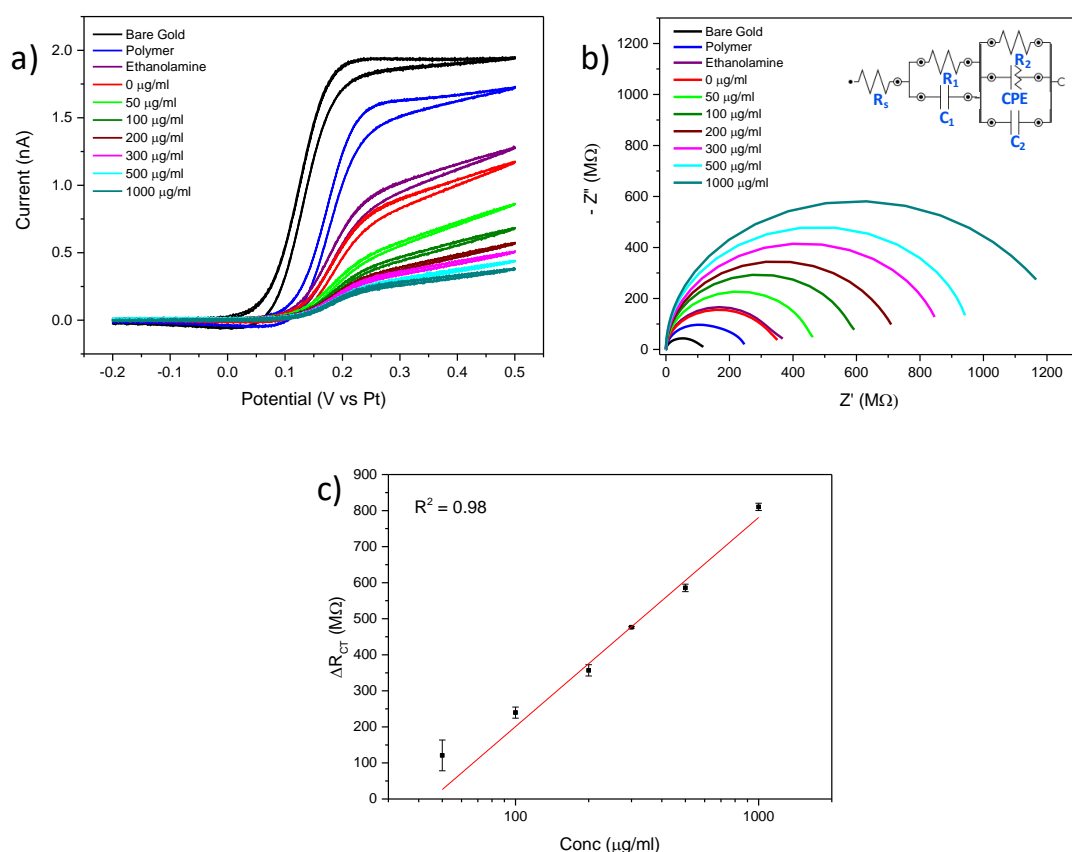 a)
Bare Gold
Polymer
Ethanolamine
0 μg/ml
50 μg/ml
100 μg/ml
200 μg/ml
300 μg/ml
500 μg/ml
1000 μg/ml
2.0
1.5
1.0
0.5
0.0
Current (nA)
-0.2 -0.1 0.0 0.1 0.2 0.3 0.4 0.5
Potential (V vs Pt)
b)
Bare Gold
Polymer
Ethanolamine
0 μg/ml
50 μg/ml
100 μg/ml
200 μg/ml
300 μg/ml
500 μg/ml
1000 μg/ml
Rs
R1
C1
R2
CPE
C2
-1200
-1000
-800
-600
-400
-200
0
- Z'' (MΩ)
0 200 400 600 800 1000 1200
Z' (MΩ)
c)
R2 = 0.98
900
800
700
600
500
400
300
200
100
0
ΔRCT (MΩ)
100 1000
Conc (μg/ml)